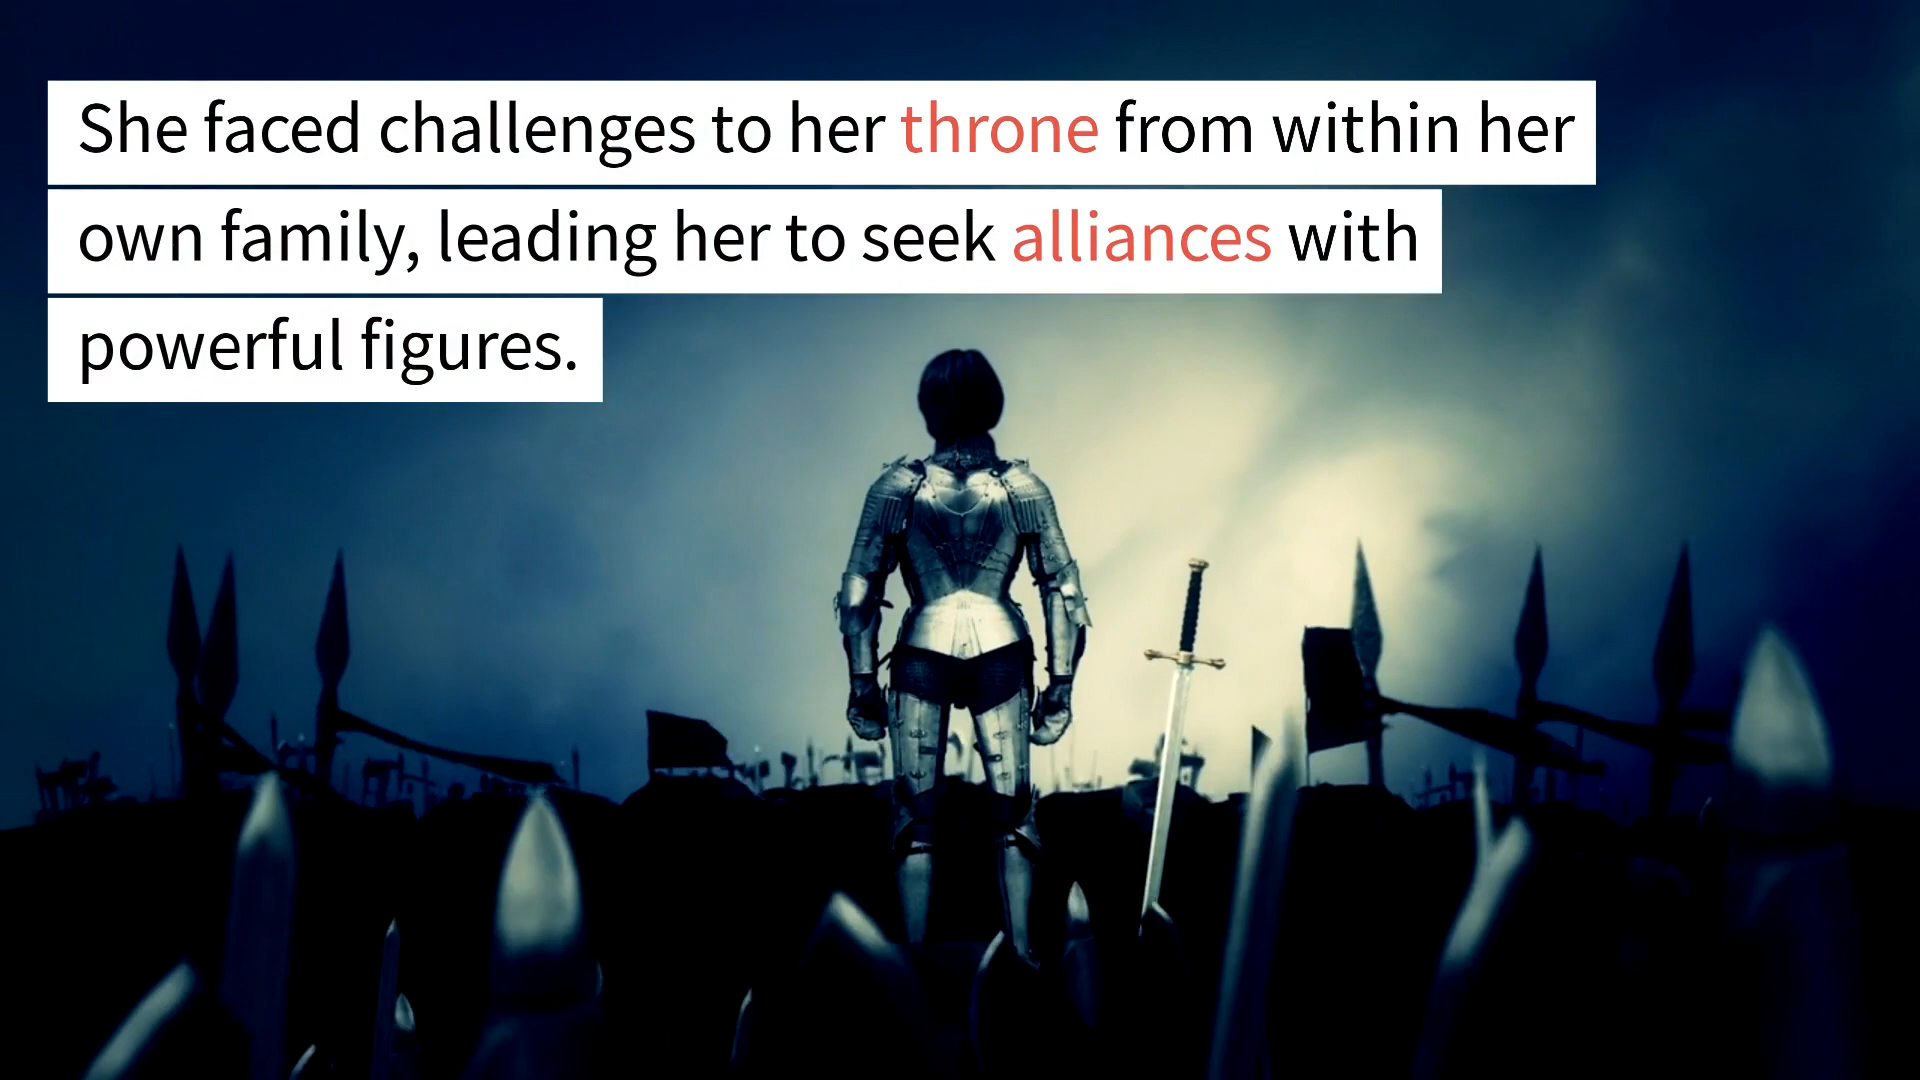 She faced challenges to her throne from within her
own family, leading her to seek alliances with
powerful figures.